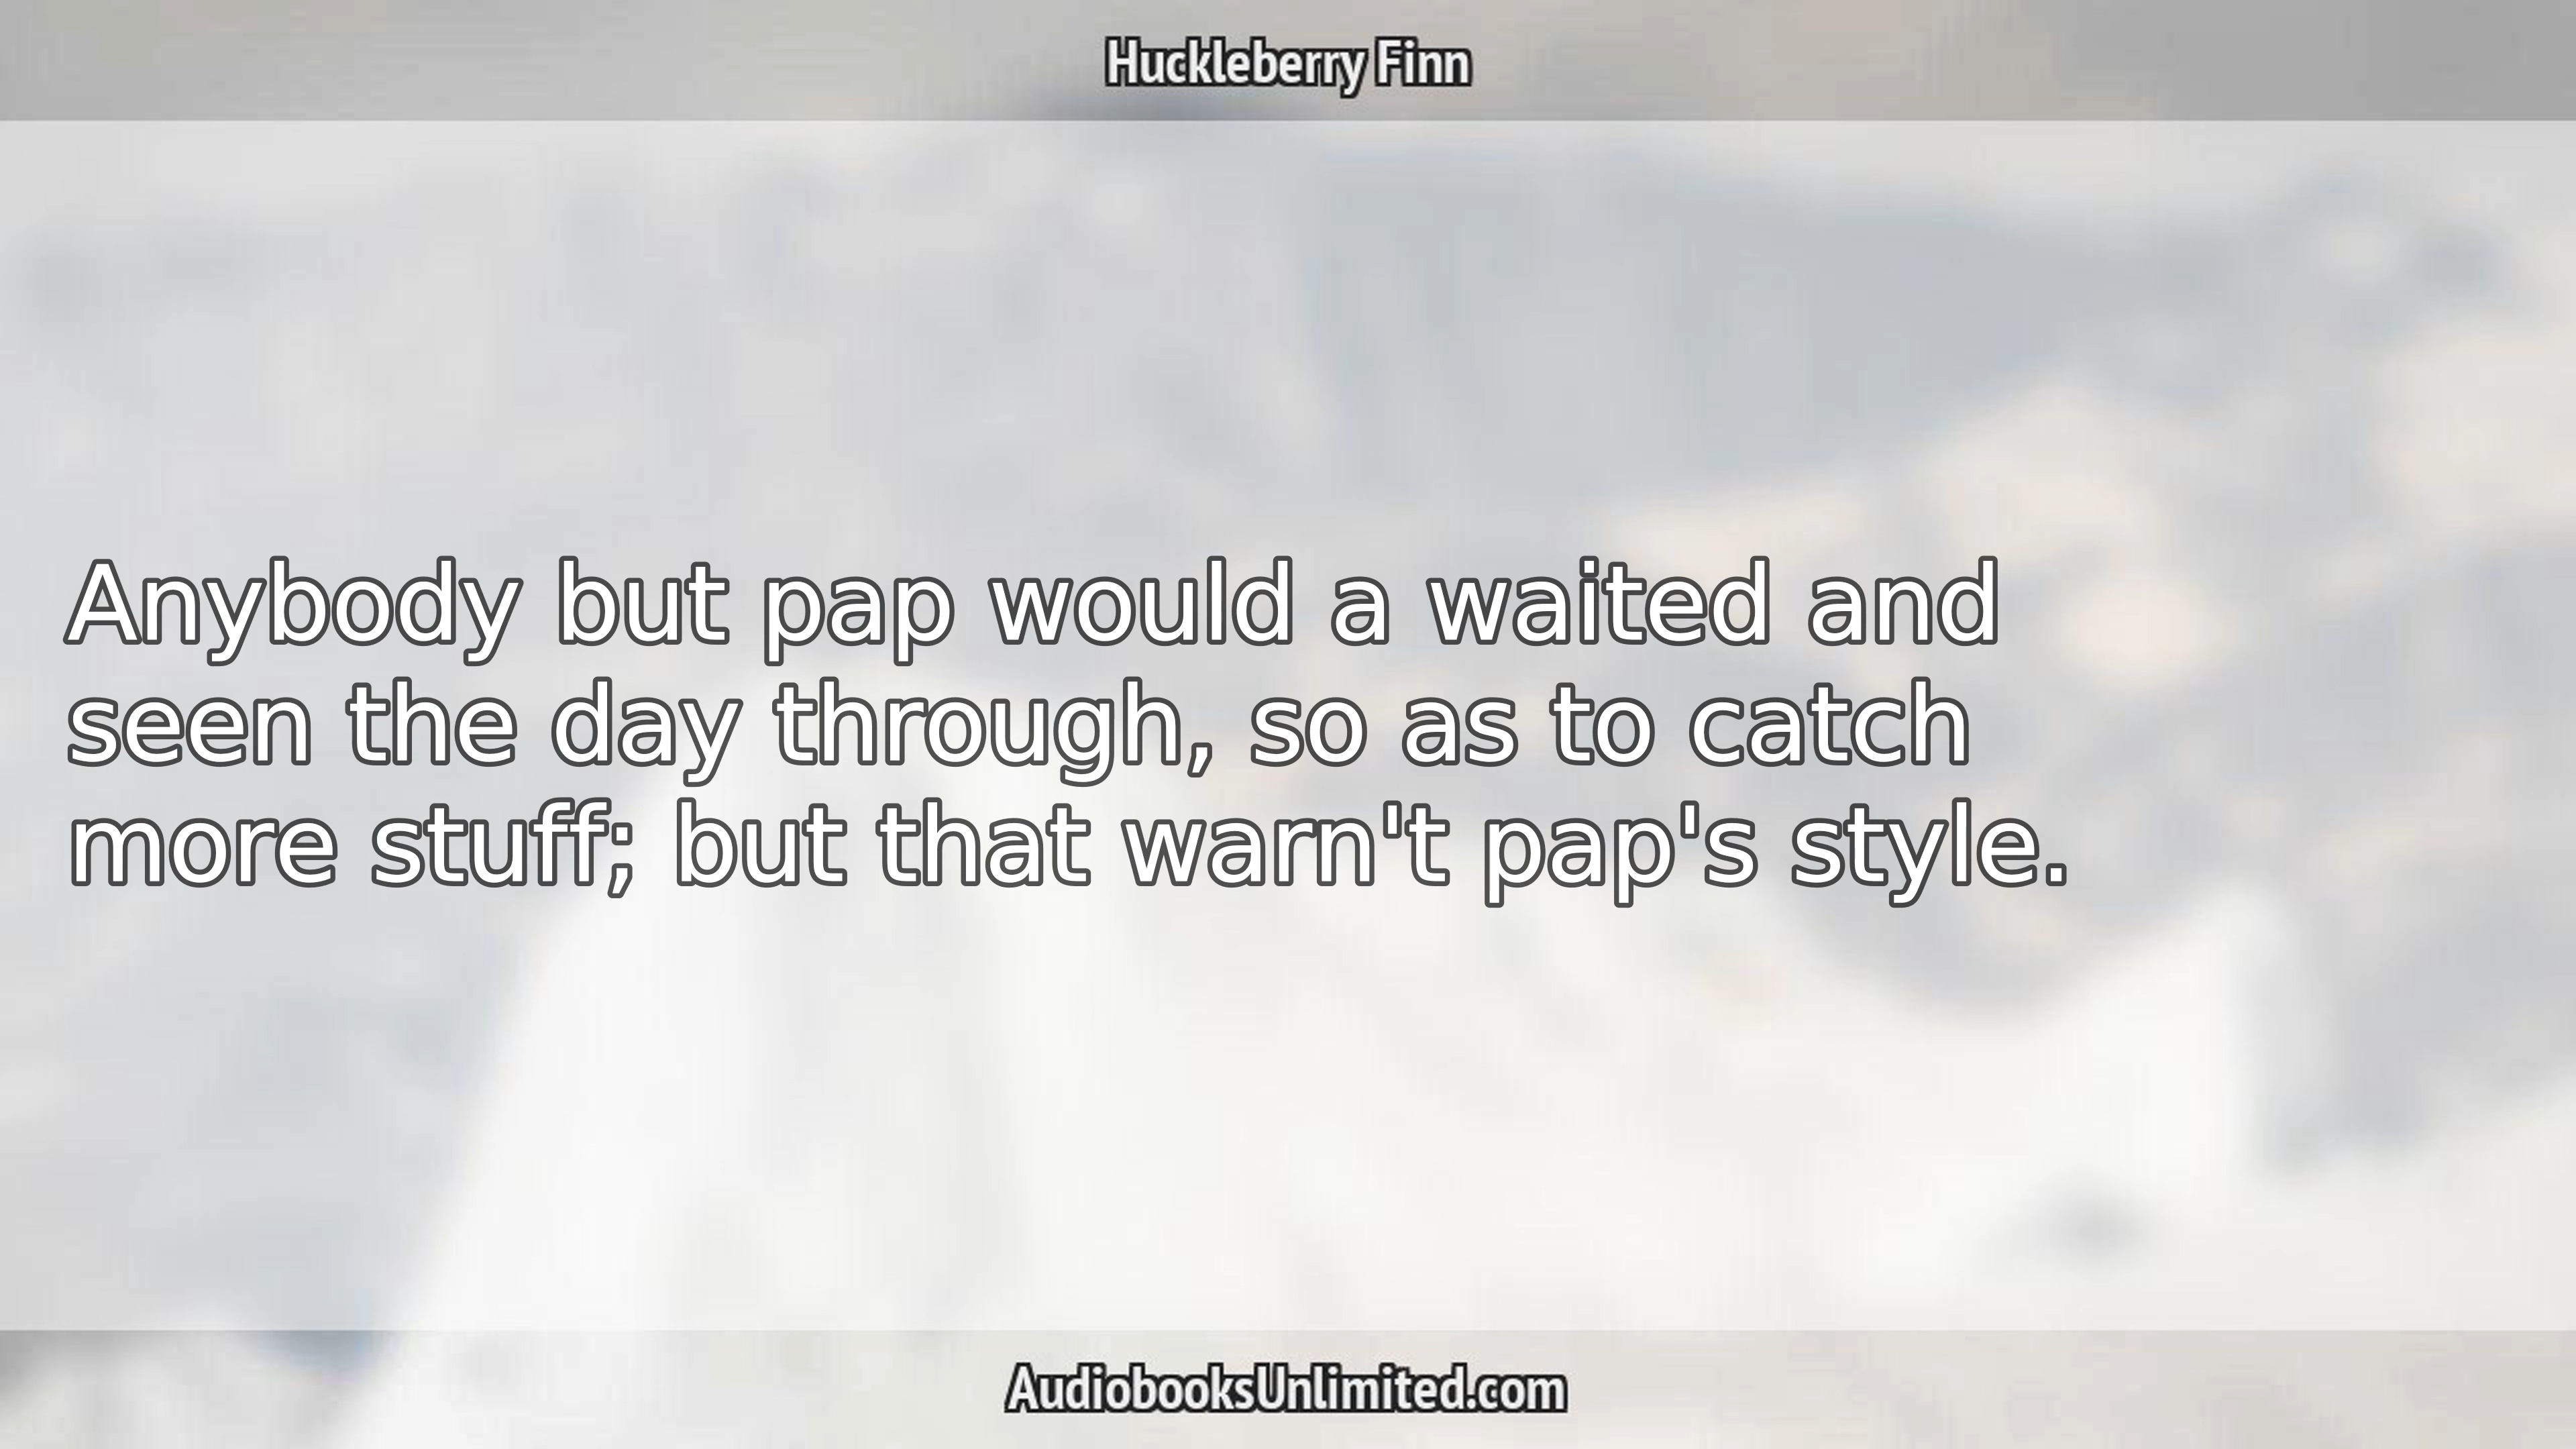 Huckleberry Finn
Anybody but pap would a waited and
seen the day through, so as to catch
more stuff; but that warn't pap's style.
AudiobooksUnlimited.com